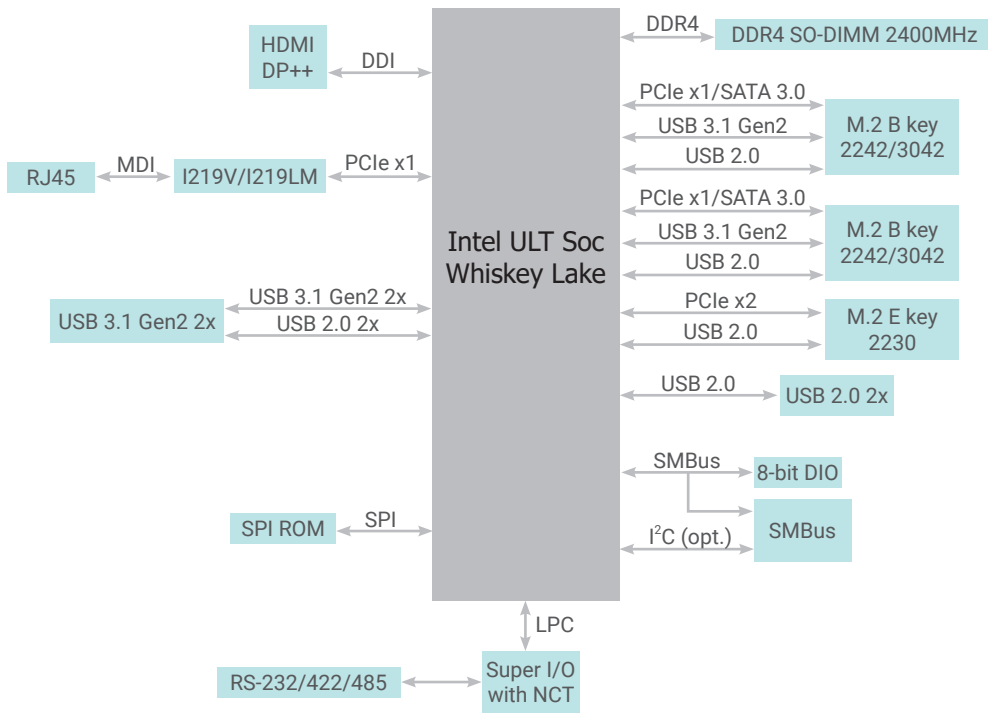 HDMI
DP++
DDI
RJ45
MDI
I219V/I219LM
PCIe x1
USB 3.1 Gen2 2x
USB 3.1 Gen2 2x
USB 2.0 2x
SPI ROM
SPI
Intel ULT Soc
Whiskey Lake
DDR4
DDR4 SO-DIMM 2400MHz
PCIe x1/SATA 3.0
USB 3.1 Gen2
USB 2.0
M.2 B key
2242/3042
PCIe x1/SATA 3.0
USB 3.1 Gen2
USB 2.0
M.2 B key
2242/3042
PCIe x2
USB 2.0
M.2 E key
2230
USB 2.0
USB 2.0 2x
SMBus
8-bit DIO
I²C (opt.)
SMBus
LPC
RS-232/422/485
Super I/O
with NCT